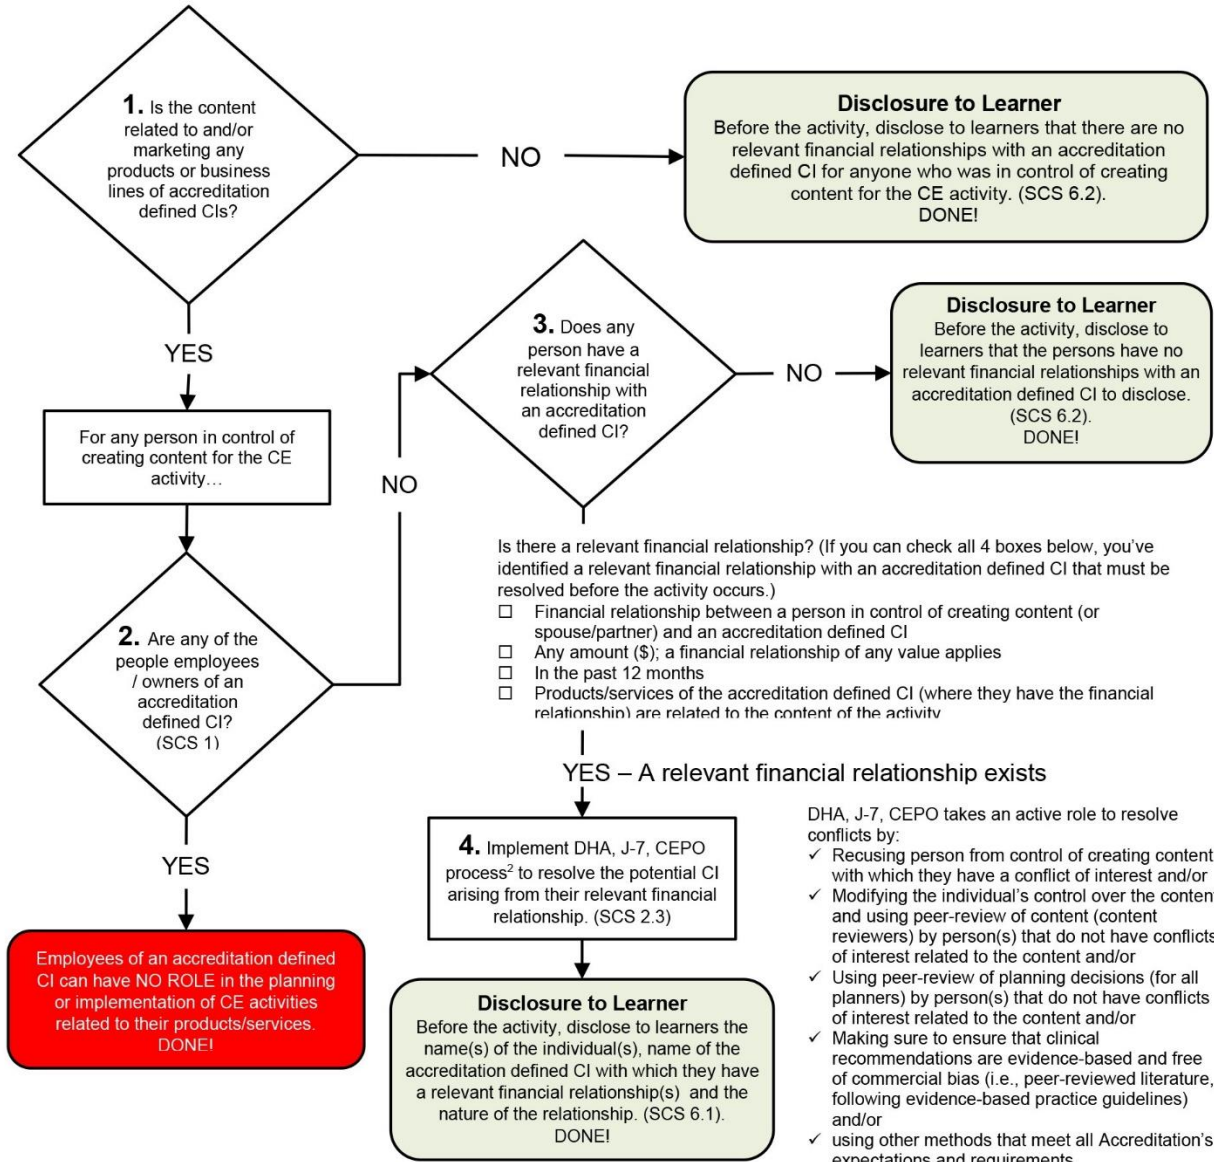 1. Is the content
related to and/or
marketing any
products or business
lines of accreditation
defined CIs?
NO
Disclosure to Learner
Before the activity, disclose to learners that there are no
relevant financial relationships with an accreditation
defined CI for anyone who was in control of creating
content for the CE activity. (SCS 6.2).
DONE!
YES
For any person in control of
creating content for the CE
activity…
2. Are any of the
people employees
/ owners of an
accreditation
defined CI?
(SCS 1)
NO
YES
Employees of an accreditation defined
CI can have NO ROLE in the planning
or implementation of CE activities
related to their products/services.
DONE!
3. Does any
person have a
relevant financial
relationship with
an accreditation
defined CI?
NO
Disclosure to Learner
Before the activity, disclose to
learners that the persons have no
relevant financial relationships with an
accreditation defined CI to disclose.
(SCS 6.2).
DONE!
Is there a relevant financial relationship? (If you can check all 4 boxes below, you’ve
identified a relevant financial relationship with an accreditation defined CI that must be
resolved before the activity occurs.)
☐ Financial relationship between a person in control of creating content (or
spouse/partner) and an accreditation defined CI
☐ Any amount ($); a financial relationship of any value applies
☐ In the past 12 months
☐ Products/services of the accreditation defined CI (where they have the financial
relationship) are related to the content of the activity
YES – A relevant financial relationship exists
4. Implement DHA, J-7, CEPO
process² to resolve the potential CI
arising from their relevant financial
relationship. (SCS 2.3)
Disclosure to Learner
Before the activity, disclose to learners the
name(s) of the individual(s), name of the
accreditation defined CI with which they have
a relevant financial relationship(s) and the
nature of the relationship. (SCS 6.1).
DONE!
DHA, J-7, CEPO takes an active role to resolve
conflicts by:
✓ Recusing person from control of creating content
with which they have a conflict of interest and/or
✓ Modifying the individual’s control over the content
and using peer-review of content (content
reviewers) by person(s) that do not have conflicts
of interest related to the content and/or
✓ Using peer-review of planning decisions (for all
planners) by person(s) that do not have conflicts
of interest related to the content and/or
✓ Making sure to ensure that clinical
recommendations are evidence-based and free
of commercial bias (i.e., peer-reviewed literature,
following evidence-based practice guidelines)
and/or
✓ using other methods that meet all Accreditation’s
expectations and requirements